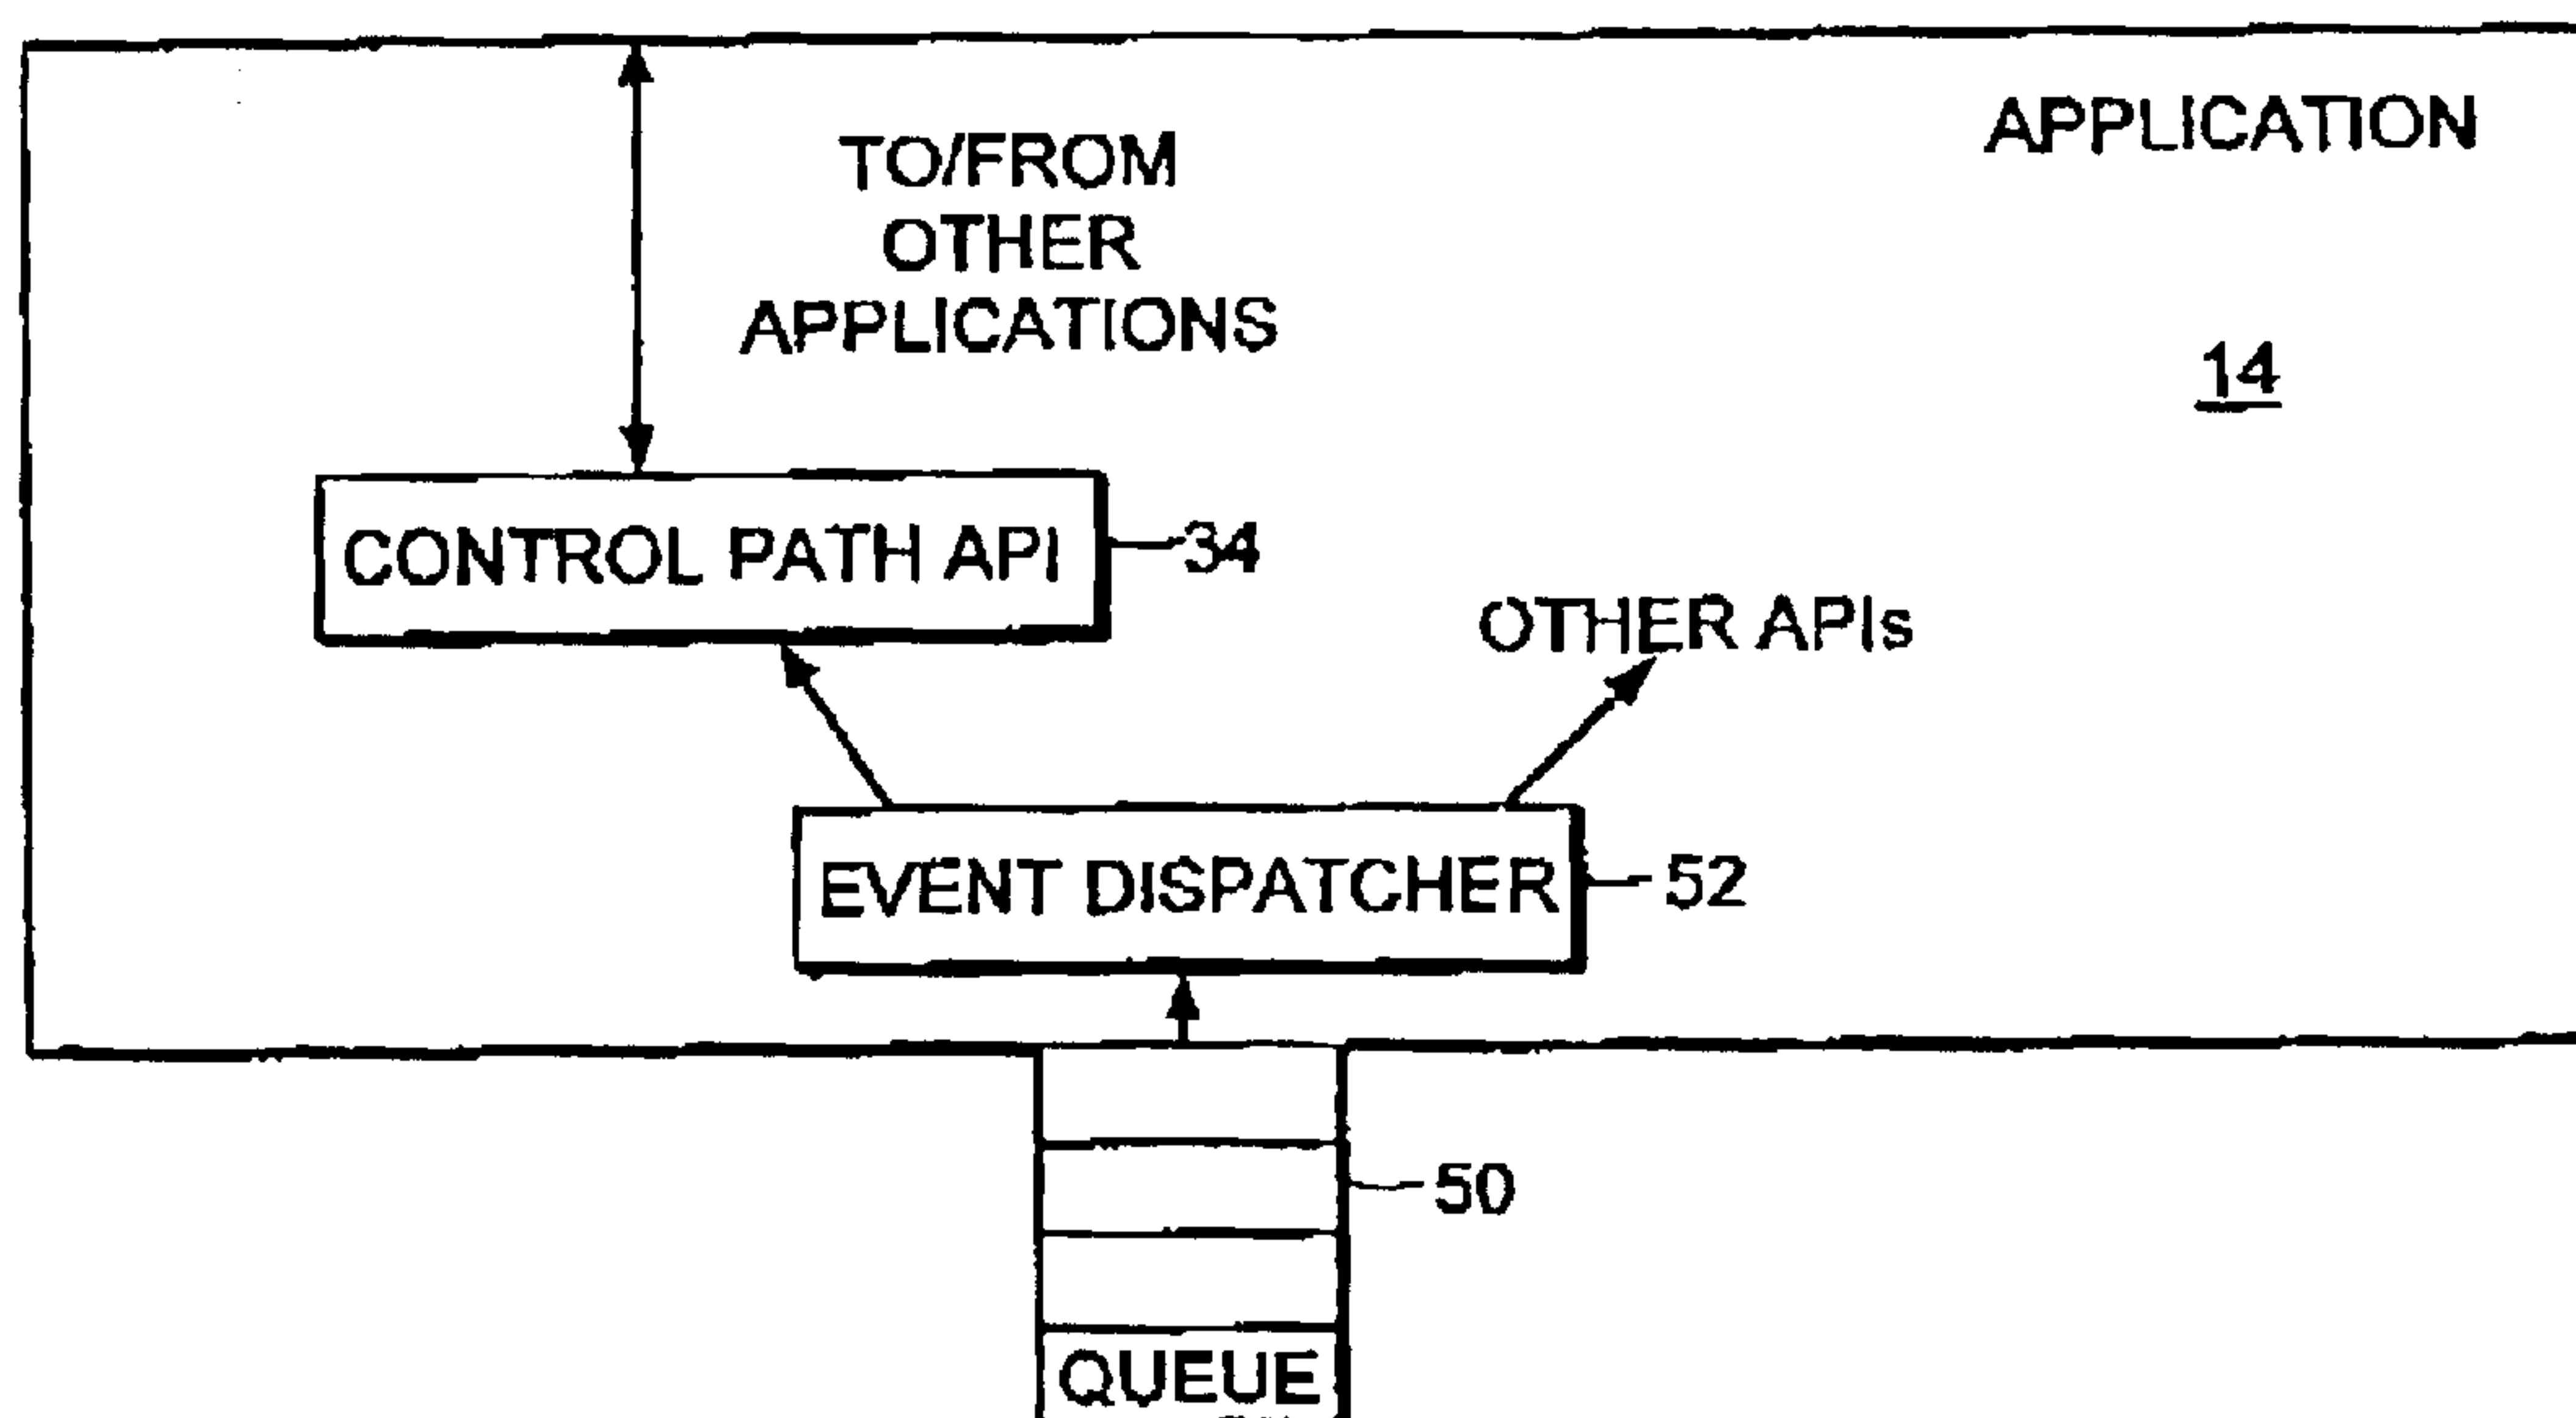 APPLICATION
TO/FROM
OTHER
APPLICATIONS
14
CONTROL PATH API
34
OTHER APIs
EVENT DISPATCHER
52
50
QUEUE